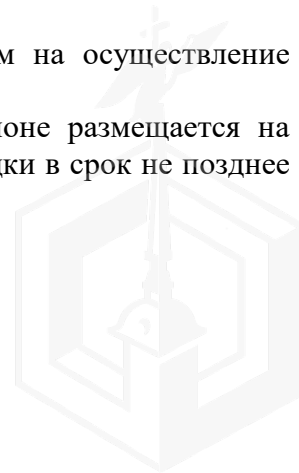 м на осуществление
оне размещается на
дки в срок не позднее